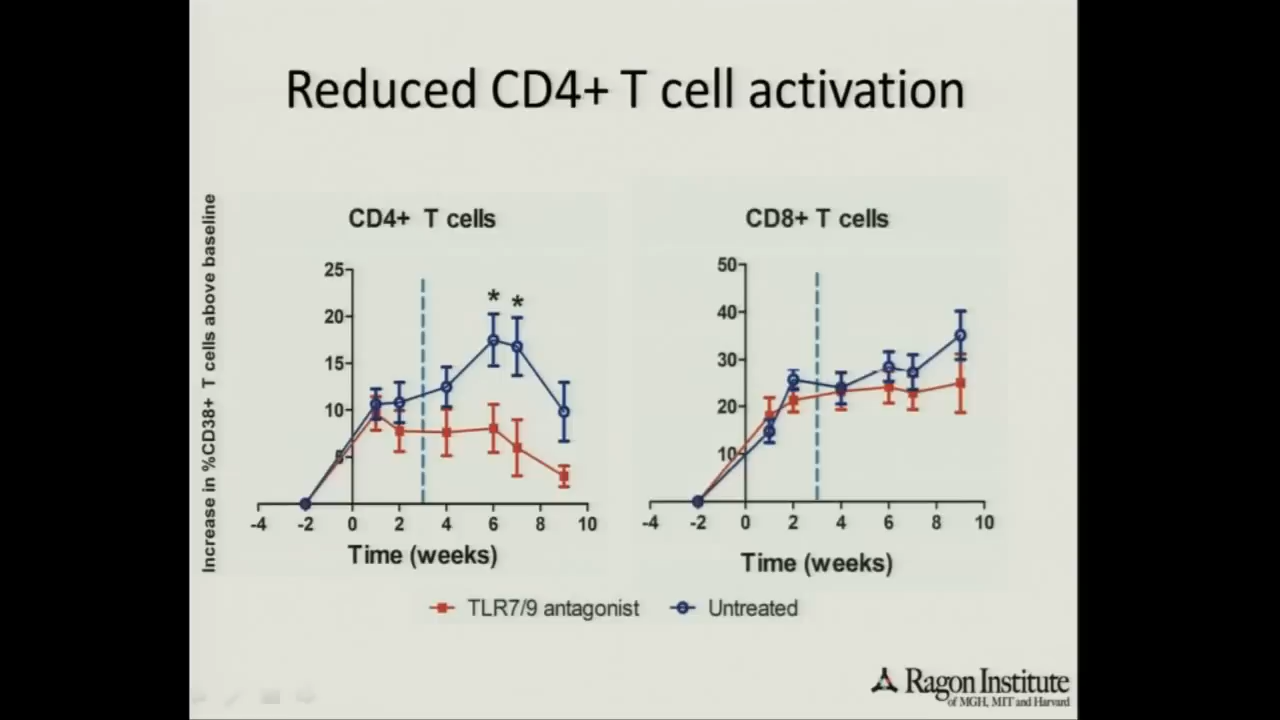 Reduced CD4+ T cell activation
Increase in %CD38+ T cells above baseline
CD4+ T cells
25
20
15
10
5
-4 -2 0 2 4 6 8 10
* *
Time (weeks)
CD8+ T cells
50
40
30
20
10
-4 -2 0 2 4 6 8 10
Time (weeks)
TLR7/9 antagonist
Untreated
Ragon Institute
of MGH, MIT and Harvard